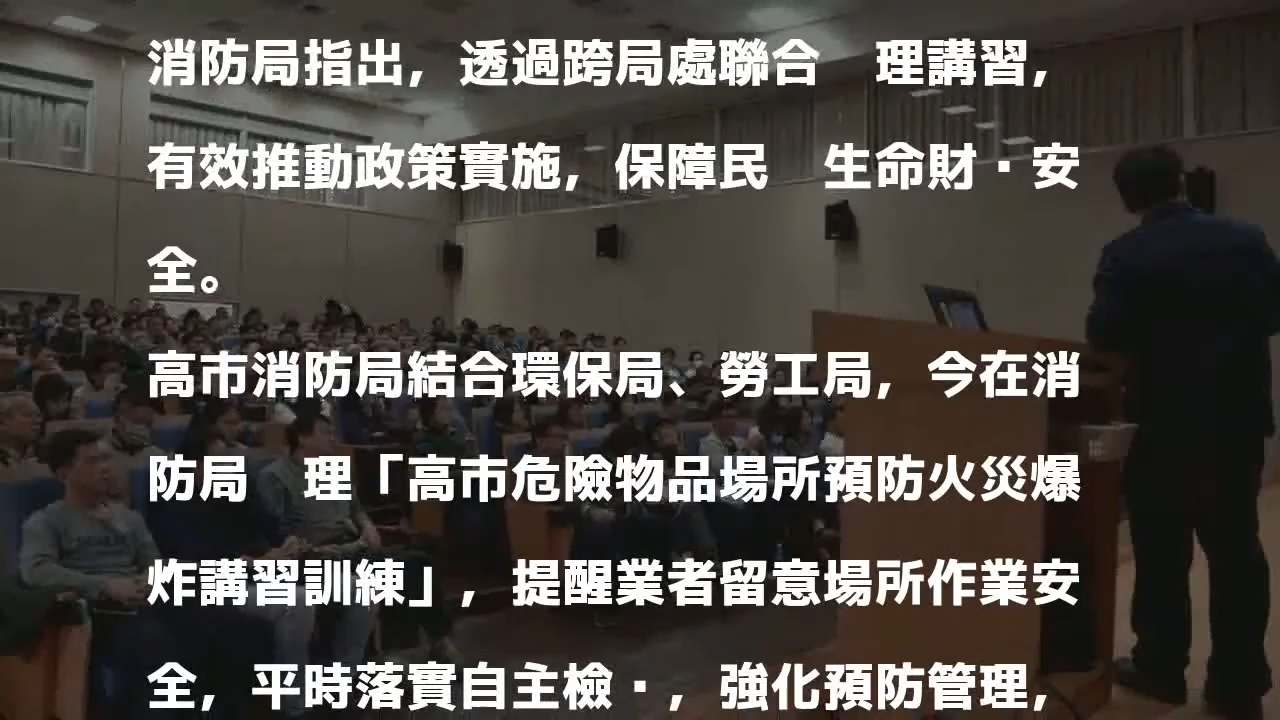 消防局指出，透過跨局處聯合　理講習，
有效推動政策實施，保障民　生命財·安
全。
高市消防局結合環保局、勞工局，今在消
防局　理「高市危險物品場所預防火災爆
炸講習訓練」，提醒業者留意場所作業安
全，平時落實自主檢·，強化預防管理，